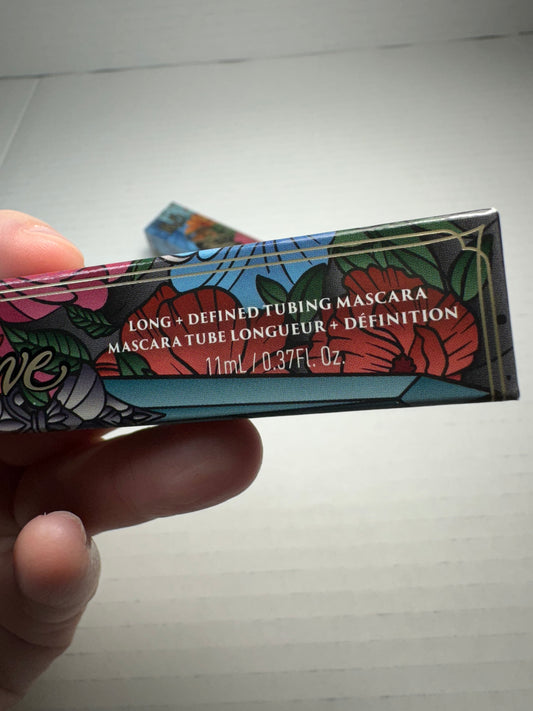 LONG + DEFINED TUBING MASCARA
MASCARA TUBE LONGUEUR + DÉFINITION
11mL / 0.37FL. Oz.